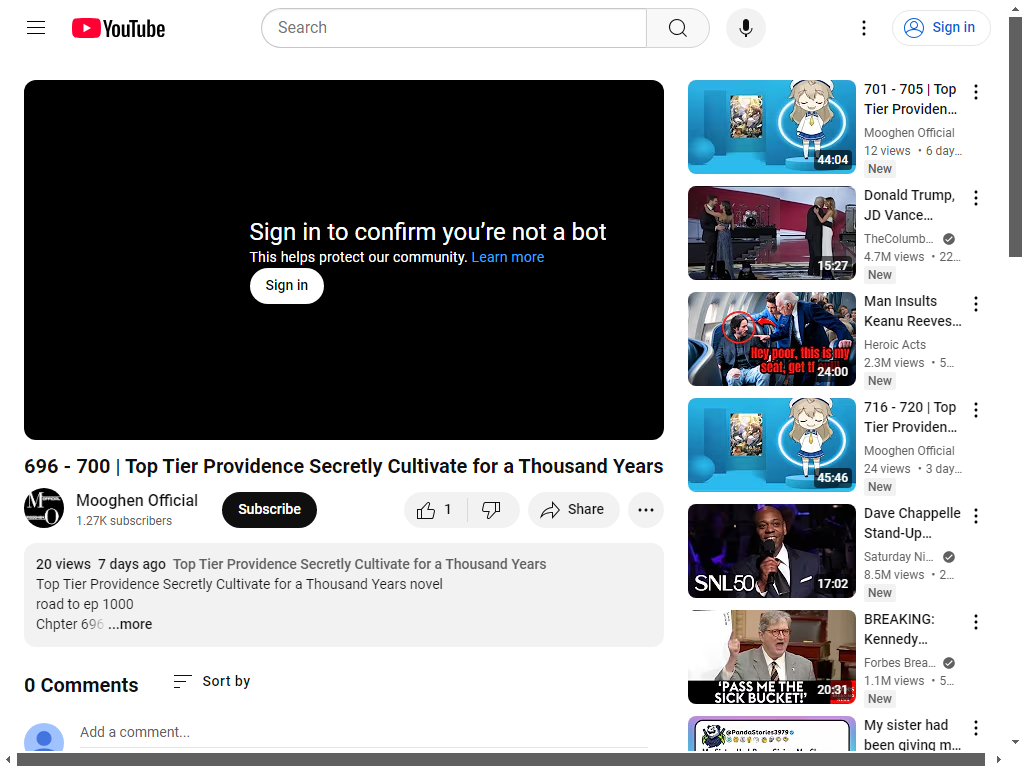 YouTube
Search
Sign in
Sign in to confirm you're not a bot
This helps protect our community. Learn more
Sign in
696 - 700 | Top Tier Providence Secretly Cultivate for a Thousand Years
Mooghen Official
1.27K subscribers
Subscribe
1
Share
20 views 7 days ago Top Tier Providence Secretly Cultivate for a Thousand Years
Top Tier Providence Secretly Cultivate for a Thousand Years novel
road to ep 1000
Chpter 696 ...more
0 Comments
Sort by
Add a comment...
44:04
701 - 705 | Top
Tier Providen...
Mooghen Official
12 views • 6 day...
New
15:27
Donald Trump,
JD Vance...
TheColumb...
4.7M views • 22...
New
Hey poor, this is my
24:00
Man Insults
Keanu Reeves...
Heroic Acts
2.3M views • 5...
New
45:46
716 - 720 | Top
Tier Providen...
Mooghen Official
24 views • 3 day...
New
SNL50
17:02
Dave Chappelle
Stand-Up...
Saturday Ni...
8.5M views • 2...
New
'PASS ME THE
SICK BUCKET!'
20:31
BREAKING:
Kennedy...
Forbes Brea...
1.1M views • 5...
New
@PandaStories3979
My sister had
been giving m...